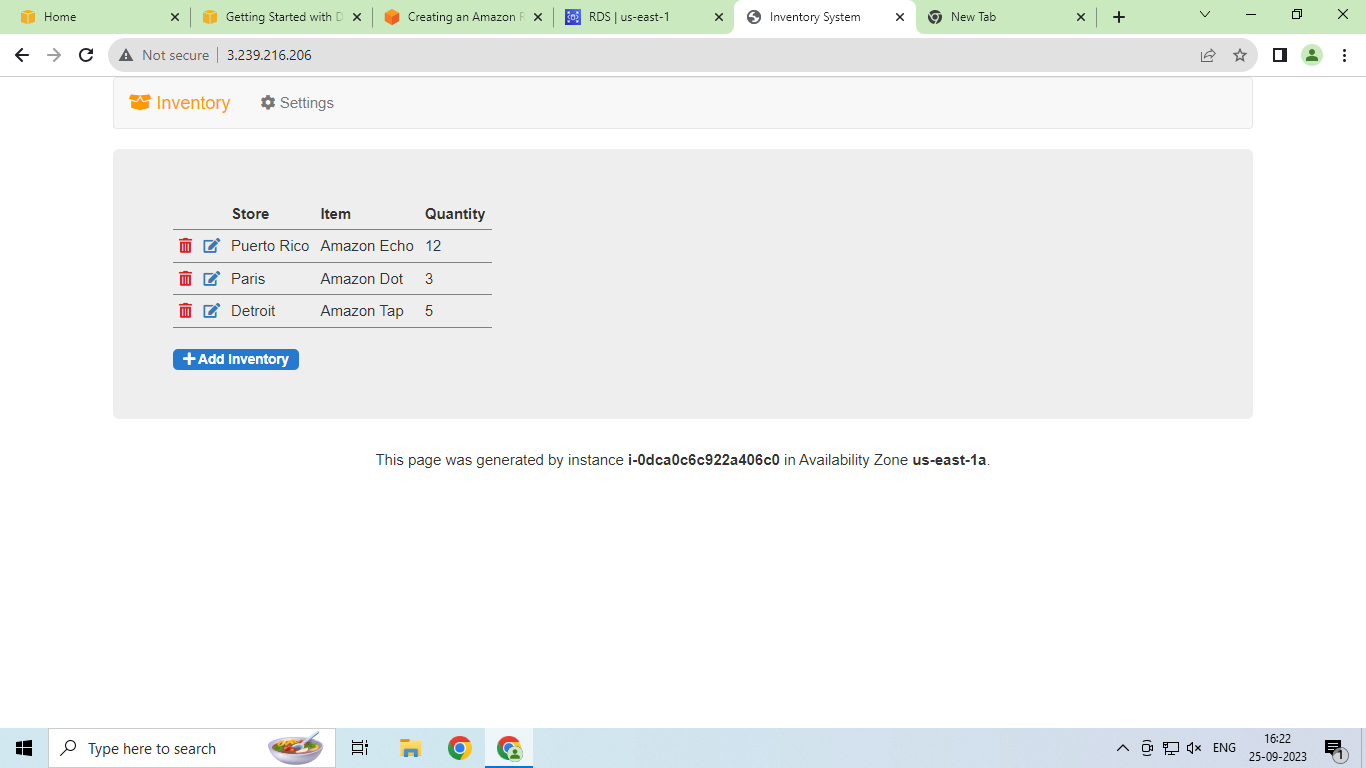 Home
Getting Started with D
Creating an Amazon R
RDS | us-east-1
Inventory System
New Tab
Not secure
3.239.216.206
Inventory
Settings
Store Item Quantity
Puerto Rico Amazon Echo 12
Paris Amazon Dot 3
Detroit Amazon Tap 5
Add Inventory
This page was generated by instance i-0dca0c6c922a406c0 in Availability Zone us-east-1a.
Type here to search
ENG
16:22
25-09-2023
1